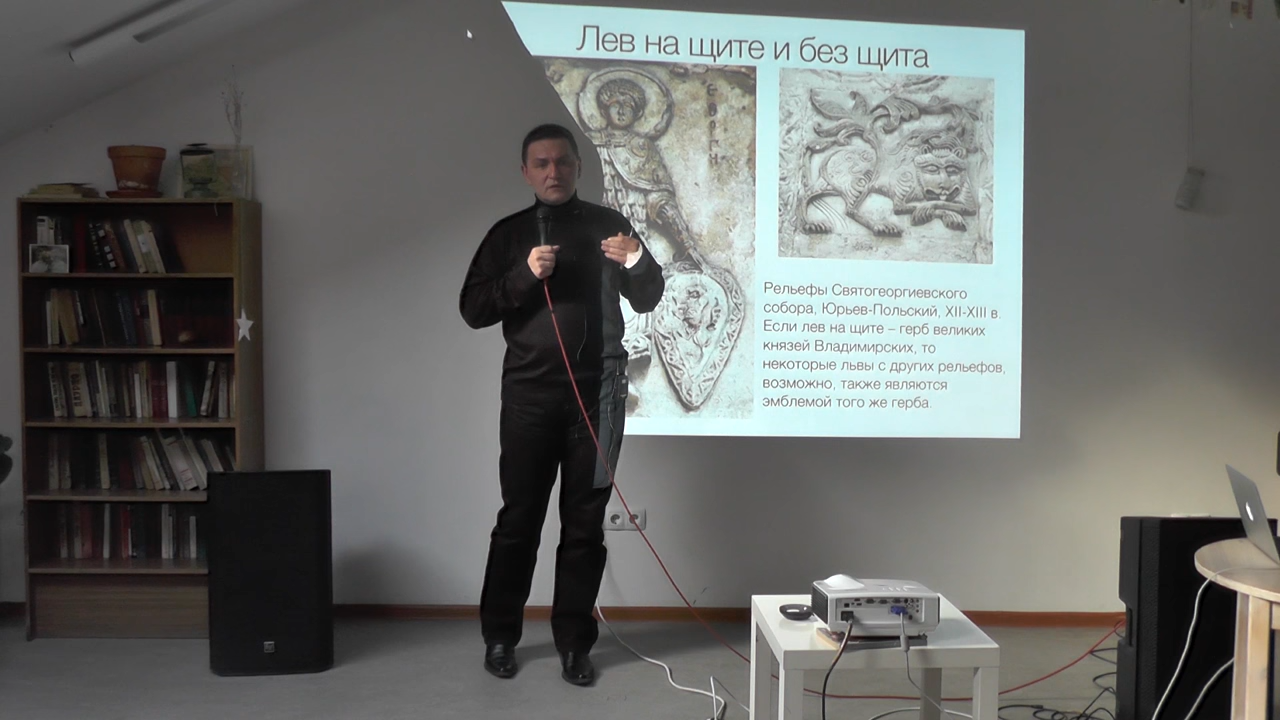 Лев на щите и без щита
Рельефы Святогеоргиевского
собора, Юрьев-Польский, XII-XIII в.
Если лев на щите – герб великих
князей Владимирских, то
некоторые львы с других рельефов,
возможно, также являются
эмблемой того же герба.